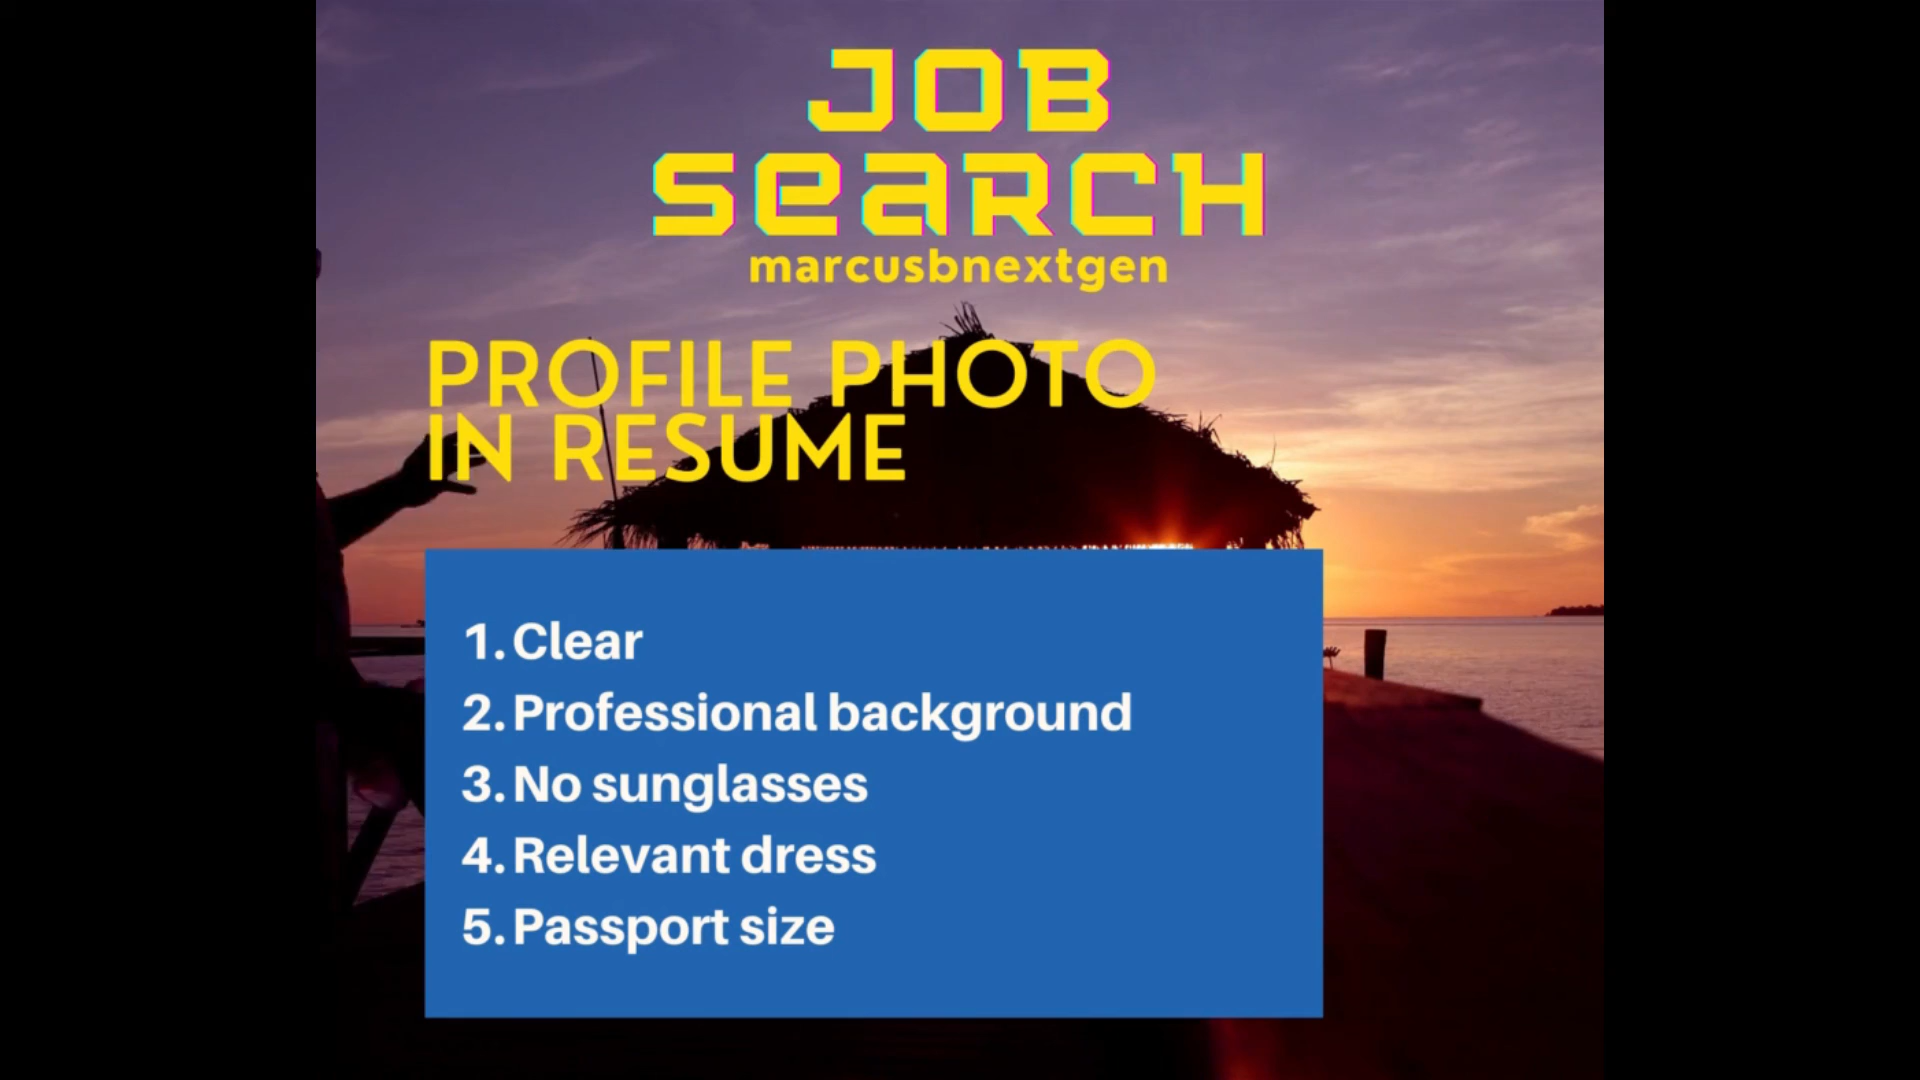 JOB
SEARCH
marcusbnextgen
PROFILE PHOTO
IN RESUME
1. Clear
2. Professional background
3. No sunglasses
4. Relevant dress
5. Passport size